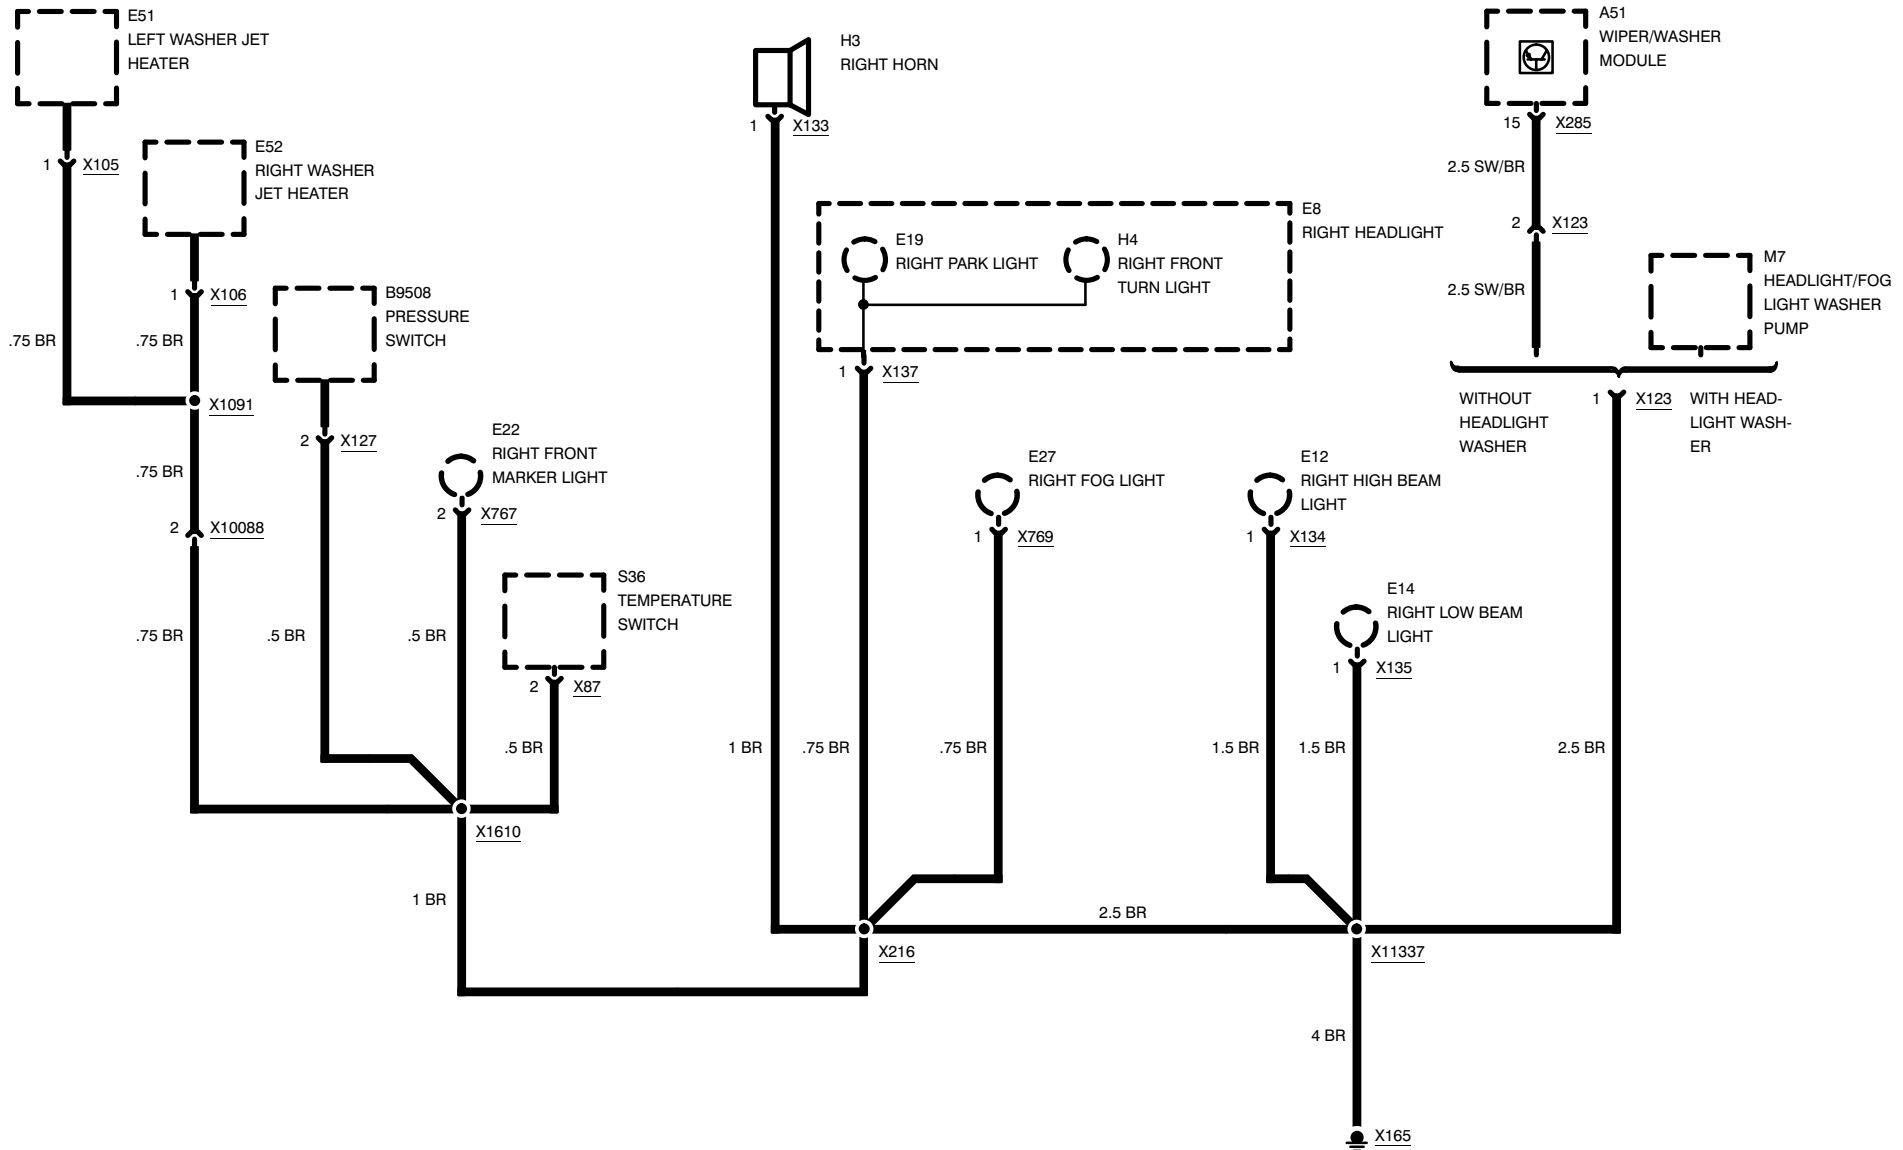 E51
LEFT WASHER JET
HEATER
1 X105
.75 BR
E52
RIGHT WASHER
JET HEATER
1 X106
.75 BR
X1091
.75 BR
2 X10088
.75 BR
B9508
PRESSURE
SWITCH
2 X127
.5 BR
E22
RIGHT FRONT
MARKER LIGHT
2 X767
.5 BR
S36
TEMPERATURE
SWITCH
2 X87
.5 BR
X1610
1 BR
H3
RIGHT HORN
1 X133
1 BR
E8
RIGHT HEADLIGHT
E19
RIGHT PARK LIGHT
H4
RIGHT FRONT
TURN LIGHT
1 X137
.75 BR
E27
RIGHT FOG LIGHT
1 X769
.75 BR
X216
2.5 BR
E12
RIGHT HIGH BEAM
LIGHT
1 X134
1.5 BR
E14
RIGHT LOW BEAM
LIGHT
1 X135
1.5 BR
A51
WIPER/WASHER
MODULE
15 X285
2.5 SW/BR
2 X123
2.5 SW/BR
M7
HEADLIGHT/FOG
LIGHT WASHER
PUMP
WITHOUT
HEADLIGHT
WASHER
1 X123
WITH HEAD-
LIGHT WASH-
ER
2.5 BR
X11337
4 BR
X165